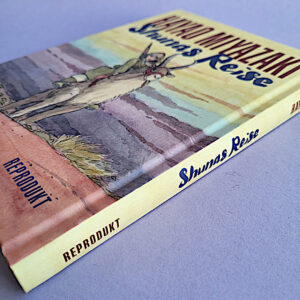 HAYAO MIYAZAKI
Shunas Reise
REPRODUKT
Shunas Reise
REPRODUKT